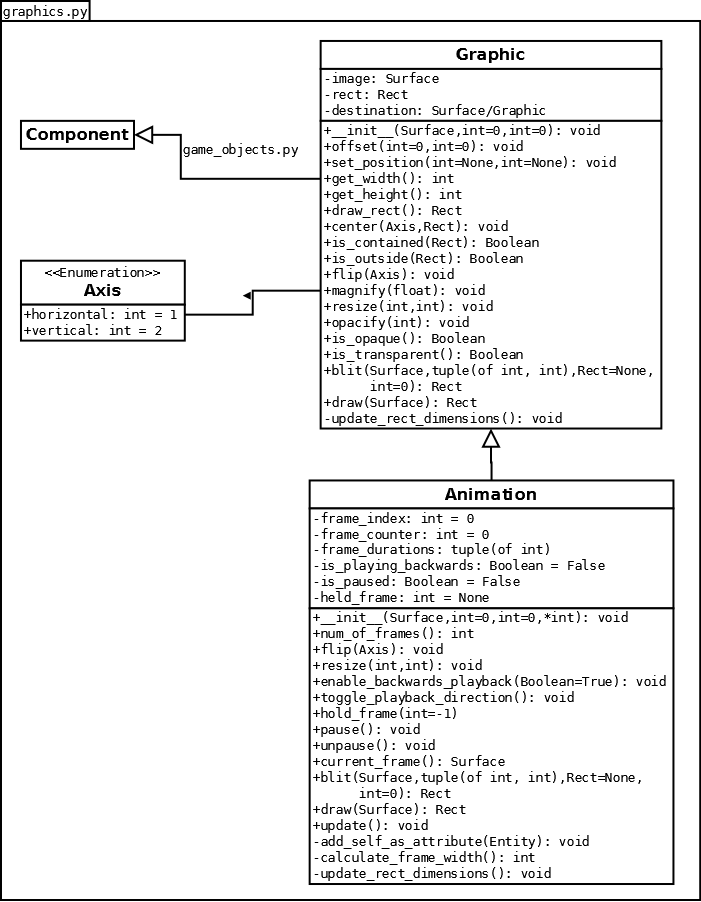 graphics.py
Graphic
-image: Surface
-rect: Rect
-destination: Surface/Graphic
+__init__(Surface,int=0,int=0): void
+offset(int=0,int=0): void
+set_position(int=None,int=None): void
+get_width(): int
+get_height(): int
+draw_rect(): Rect
+center(Axis,Rect): void
+is_contained(Rect): Boolean
+is_outside(Rect): Boolean
+flip(Axis): void
+magnify(float): void
+resize(int,int): void
+opacify(int): void
+is_opaque(): Boolean
+is_transparent(): Boolean
+blit(Surface,tuple(of int, int),Rect=None,
int=0): Rect
+draw(Surface): Rect
-update_rect_dimensions(): void
Component
game_objects.py
<<Enumeration>>
Axis
+horizontal: int = 1
+vertical: int = 2
Animation
-frame_index: int = 0
-frame_counter: int = 0
-frame_durations: tuple(of int)
-is_playing_backwards: Boolean = False
-is_paused: Boolean = False
-held_frame: int = None
+__init__(Surface,int=0,int=0,*int): void
+num_of_frames(): int
+flip(Axis): void
+resize(int,int): void
+enable_backwards_playback(Boolean=True): void
+toggle_playback_direction(): void
+hold_frame(int=-1)
+pause(): void
+unpause(): void
+current_frame(): Surface
+blit(Surface,tuple(of int, int),Rect=None,
int=0): Rect
+draw(Surface): Rect
+update(): void
-add_self_as_attribute(Entity): void
-calculate_frame_width(): int
-update_rect_dimensions(): void